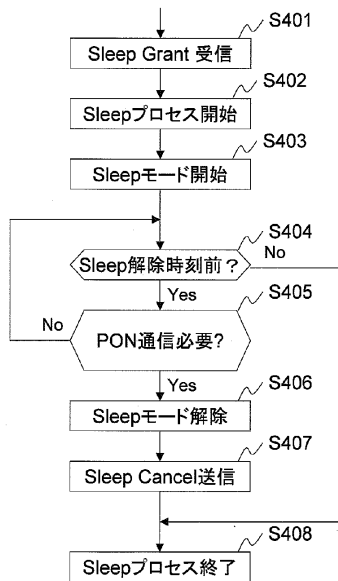 S401
Sleep Grant 受信
S402
Sleepプロセス開始
S403
Sleepモード開始
S404
Sleep解除時刻前？
No
Yes
S405
No
PON通信必要?
Yes
S406
Sleepモード解除
S407
Sleep Cancel送信
S408
Sleepプロセス終了